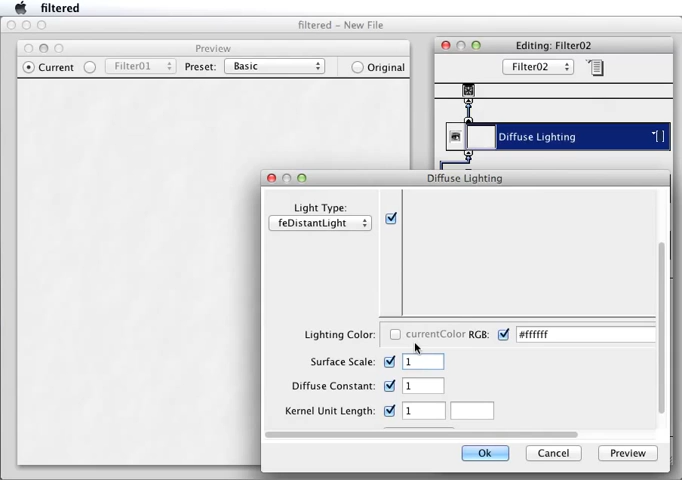 filtered
filtered - New File
Preview
Editing: Filter02
Current
Filter01
Preset:
Basic
Original
Filter02
Diffuse Lighting
[ ]
Diffuse Lighting
Light Type:
feDistantLight
Lighting Color:
currentColor RGB:
#ffffff
Surface Scale:
1
Diffuse Constant:
1
Kernel Unit Length:
1
Ok
Cancel
Preview